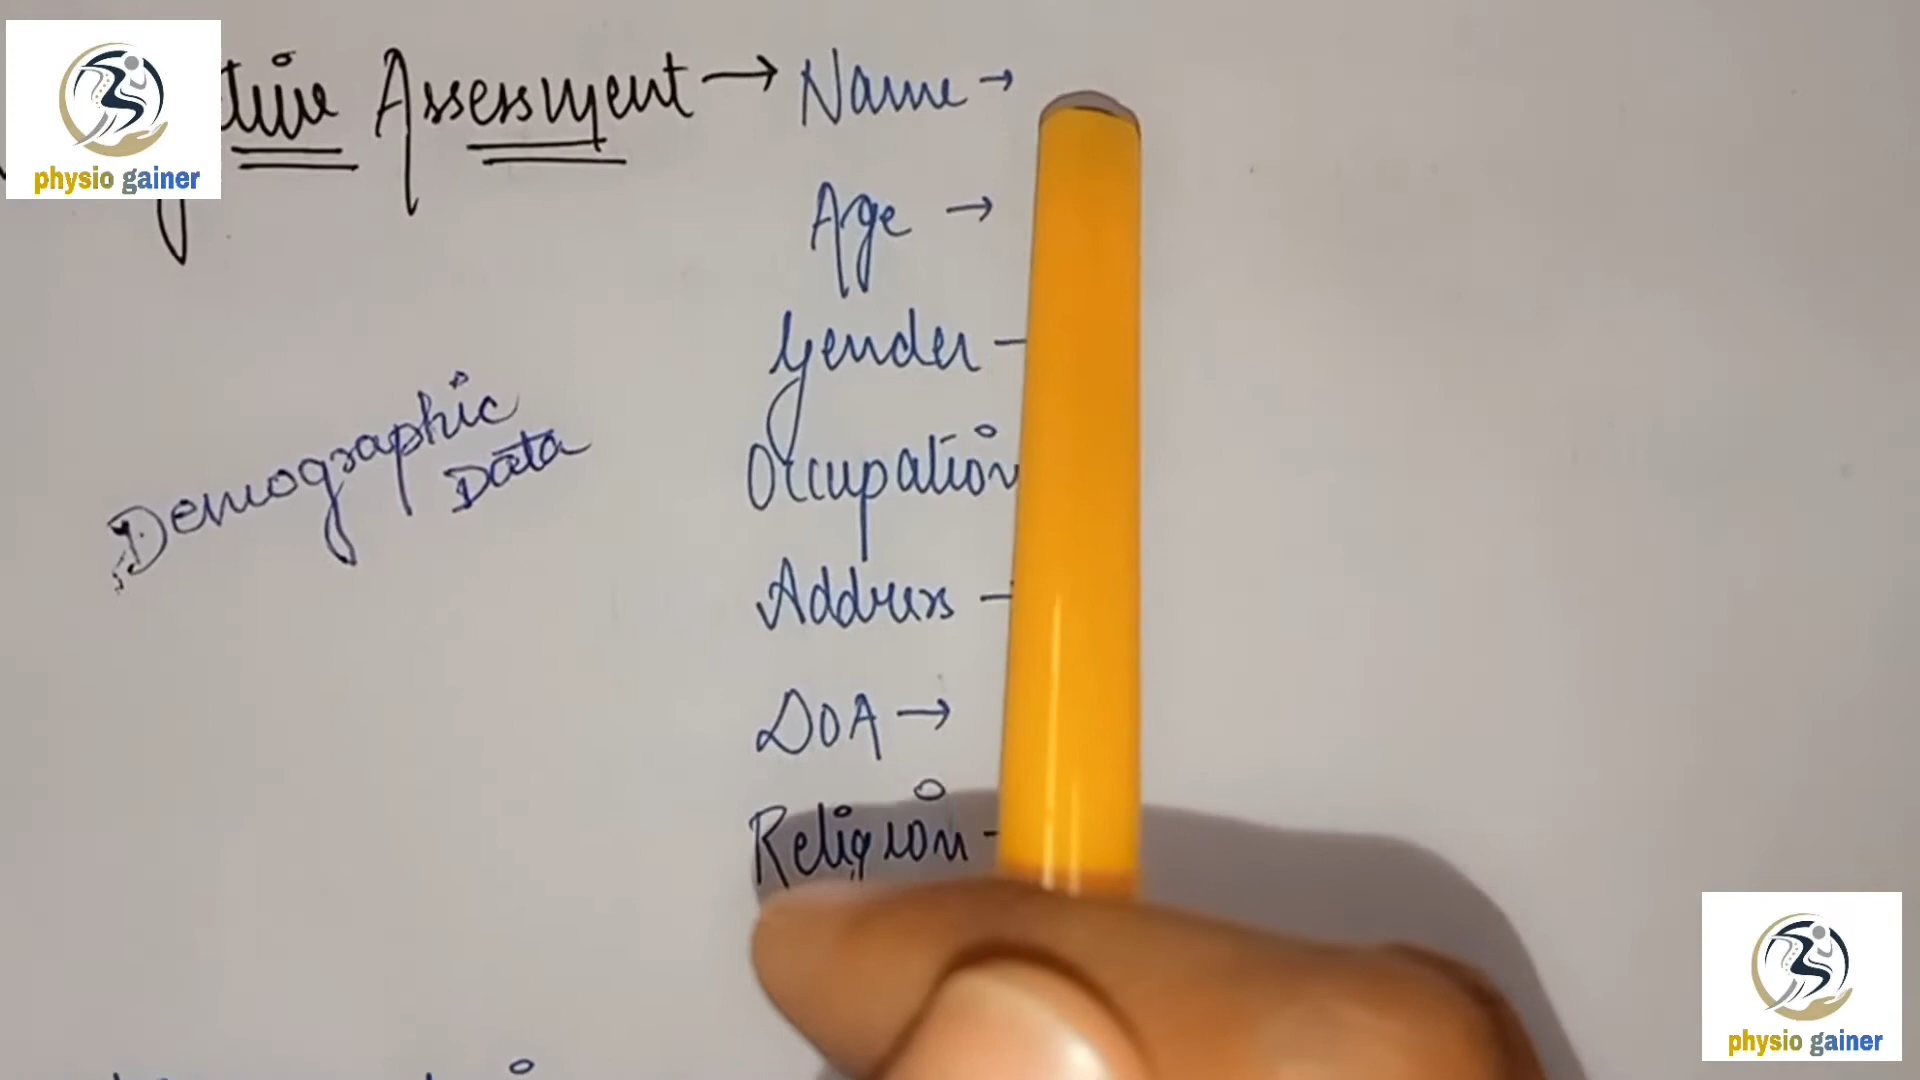 Assessment → Name →
Age →
Gender –
Demographic
Data
Occupation
Address –
DOA →
Religion -
physio gainer
physio gainer